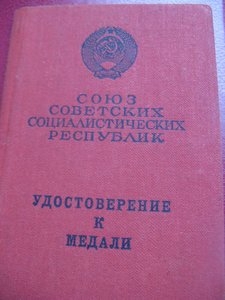 СОЮЗ
СОВЕТСКИХ
СОЦИАЛИСТИЧЕСКИХ
РЕСПУБЛИК
УДОСТОВЕРЕНИЕ
К
МЕДАЛИ